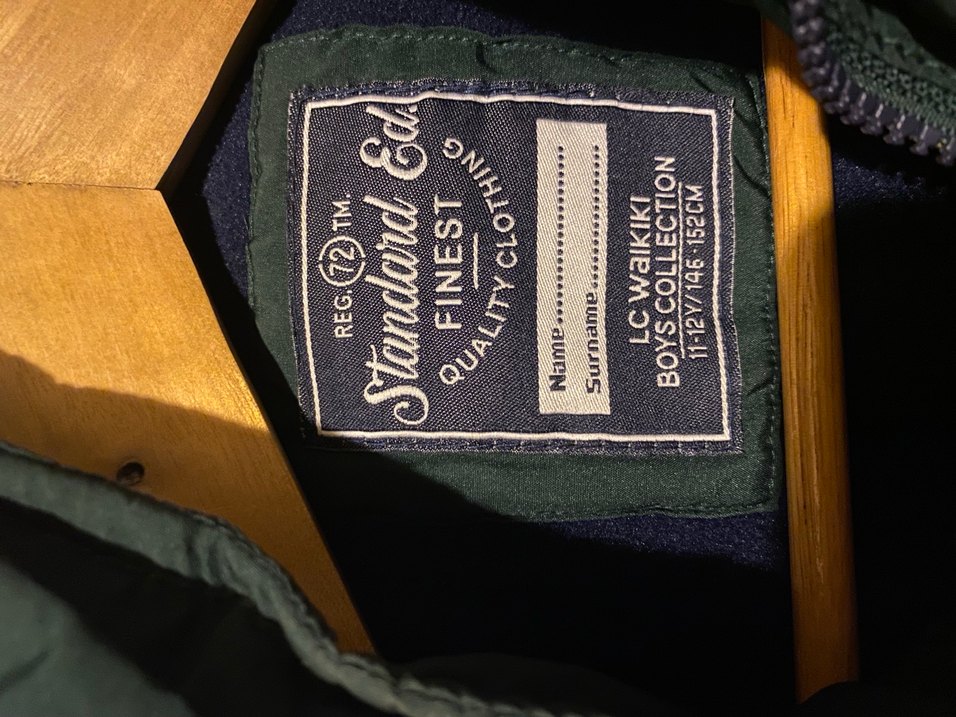 REG. 72 TM.
Standard Ed.
FINEST
QUALITY CLOTHING
Name..........................
Surname......................
LC WAIKIKI
BOYS COLLECTION
11-12Y/146-152CM